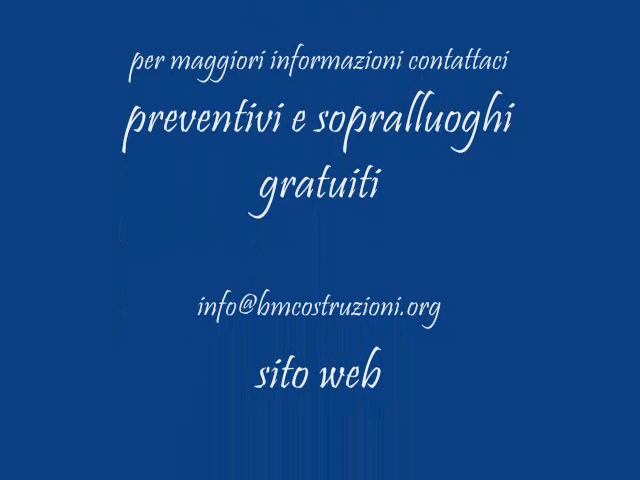 per maggiori informazioni contattaci
preventivi e sopralluoghi
gratuiti
info@bmcostruzioni.org
sito web